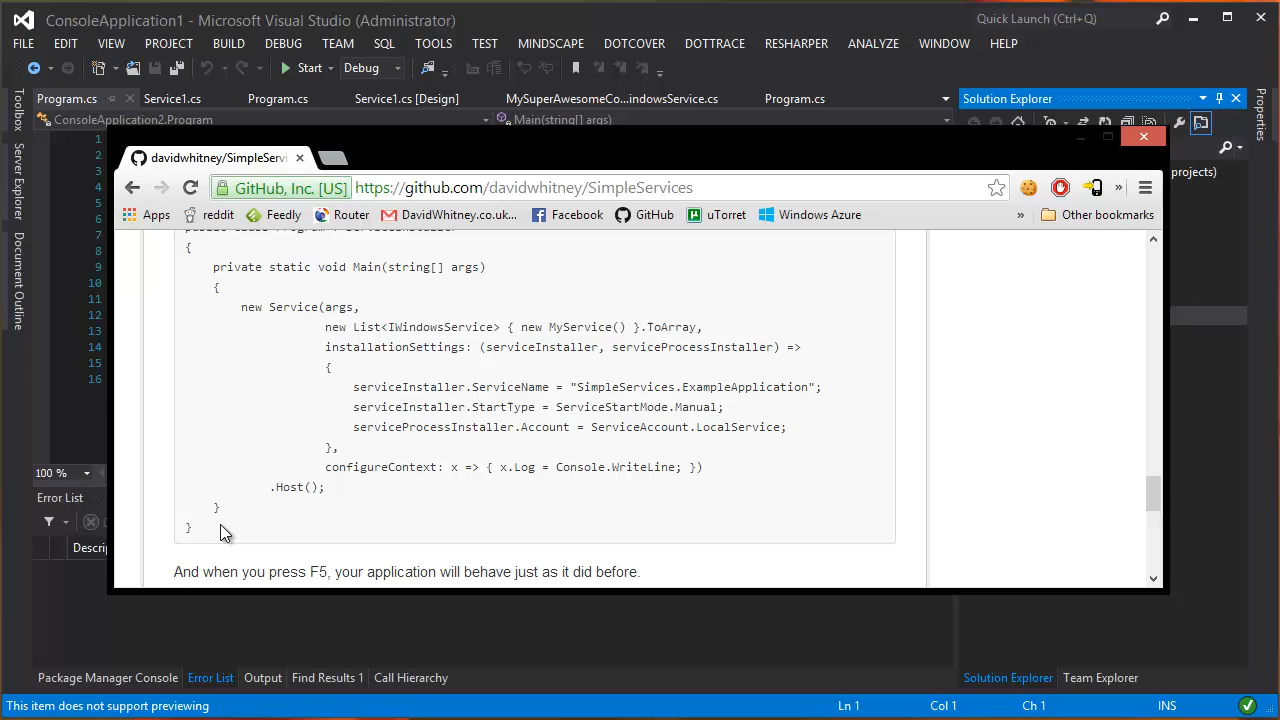 ConsoleApplication1 - Microsoft Visual Studio (Administrator)
Quick Launch (Ctrl+Q)
FILE EDIT VIEW PROJECT BUILD DEBUG TEAM SQL TOOLS TEST MINDSCAPE DOTCOVER DOTTRACE RESHARPER ANALYZE WINDOW HELP
Start Debug
Program.cs Service1.cs Program.cs Service1.cs [Design] MySuperAwesomeCo...indowsService.cs Program.cs
Solution Explorer
ConsoleApplication2.Program Main(string[] args)
Toolbox
Server Explorer
Document Outline
Properties
1
2
3
4
5
6
7
8
9
10
11
12
13
14
15
16
projects)
davidwhitney/SimpleServi
GitHub, Inc. [US] https://github.com/davidwhitney/SimpleServices
Apps reddit Feedly Router DavidWhitney.co.uk... Facebook GitHub uTorret Windows Azure » Other bookmarks
{
private static void Main(string[] args)
{
new Service(args,
new List<IWindowsService> { new MyService() }.ToArray,
installationSettings: (serviceInstaller, serviceProcessInstaller) =>
{
serviceInstaller.ServiceName = "SimpleServices.ExampleApplication";
serviceInstaller.StartType = ServiceStartMode.Manual;
serviceProcessInstaller.Account = ServiceAccount.LocalService;
},
configureContext: x => { x.Log = Console.WriteLine; })
.Host();
}
}
And when you press F5, your application will behave just as it did before.
100 %
Error List
Descrip
Package Manager Console Error List Output Find Results 1 Call Hierarchy
Solution Explorer Team Explorer
This item does not support previewing
Ln 1 Col 1 Ch 1 INS